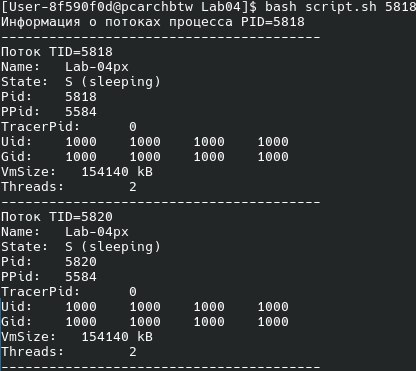 [User-8f590f0d@pcarchbtw Lab04]$ bash script.sh 5818
Информация о потоках процесса PID=5818
----------------------------------------
Поток TID=5818
Name:   Lab-04px
State:  S (sleeping)
Pid:    5818
PPid:   5584
TracerPid:      0
Uid:    1000    1000    1000    1000
Gid:    1000    1000    1000    1000
VmSize:   154140 kB
Threads:        2
----------------------------------------
Поток TID=5820
Name:   Lab-04px
State:  S (sleeping)
Pid:    5820
PPid:   5584
TracerPid:      0
Uid:    1000    1000    1000    1000
Gid:    1000    1000    1000    1000
VmSize:   154140 kB
Threads:        2
----------------------------------------